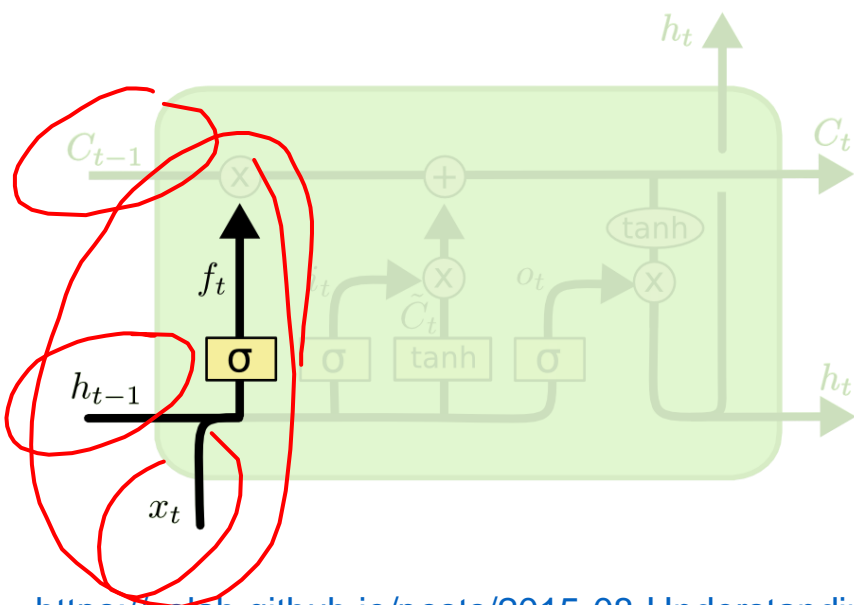 h_t
C_{t-1}
C_t
x
+
tanh
f_t
i_t
o_t
x
x
C̃_t
σ
σ
tanh
σ
h_{t-1}
h_t
x_t